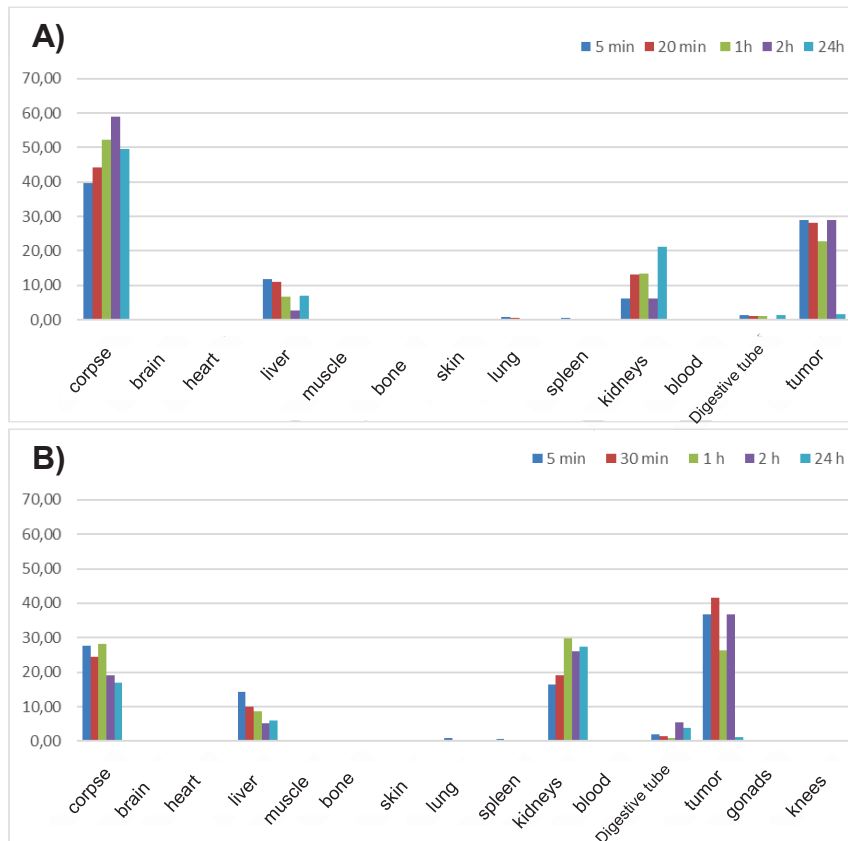 A)
5 min 20 min 1h 2h 24h
70,00
60,00
50,00
40,00
30,00
20,00
10,00
0,00
corpse brain heart liver muscle bone skin lung spleen kidneys blood Digestive tube tumor
B)
5 min 30 min 1 h 2 h 24 h
70,00
60,00
50,00
40,00
30,00
20,00
10,00
0,00
corpse brain heart liver muscle bone skin lung spleen kidneys blood Digestive tube tumor gonads knees